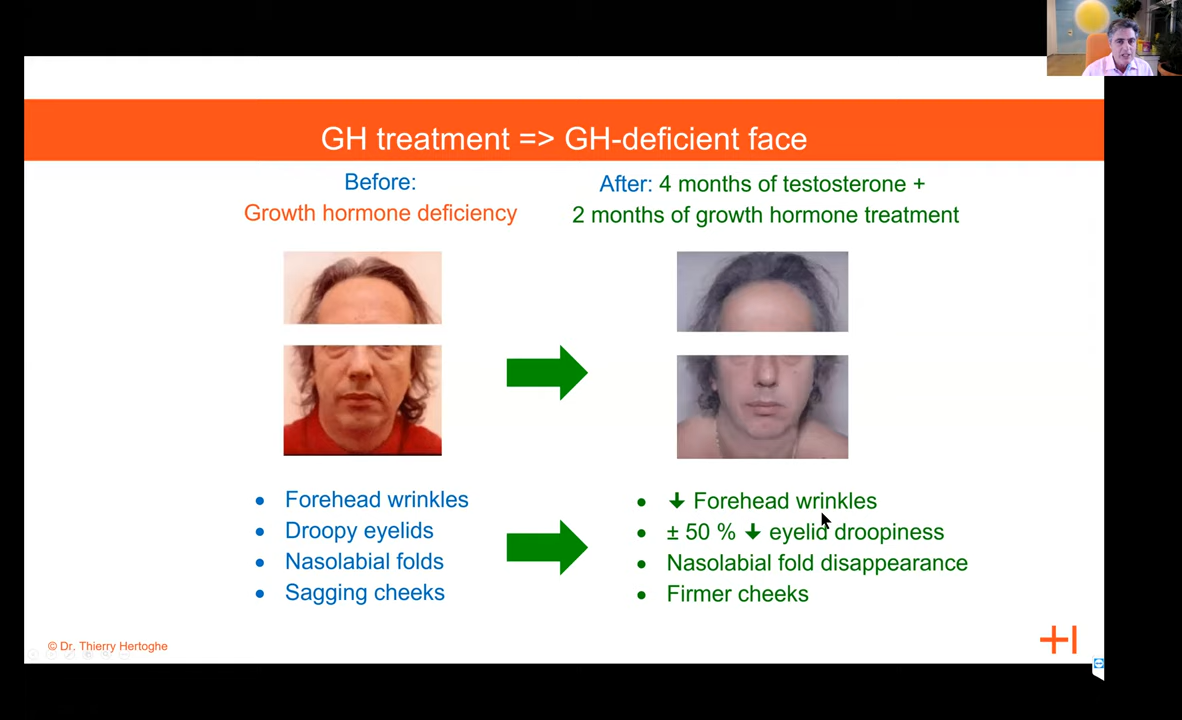 GH treatment => GH-deficient face
Before:
Growth hormone deficiency
After: 4 months of testosterone +
2 months of growth hormone treatment
• Forehead wrinkles
• Droopy eyelids
• Nasolabial folds
• Sagging cheeks
• ↓ Forehead wrinkles
• ± 50 % ↓ eyelid droopiness
• Nasolabial fold disappearance
• Firmer cheeks
© Dr. Thierry Hertoghe